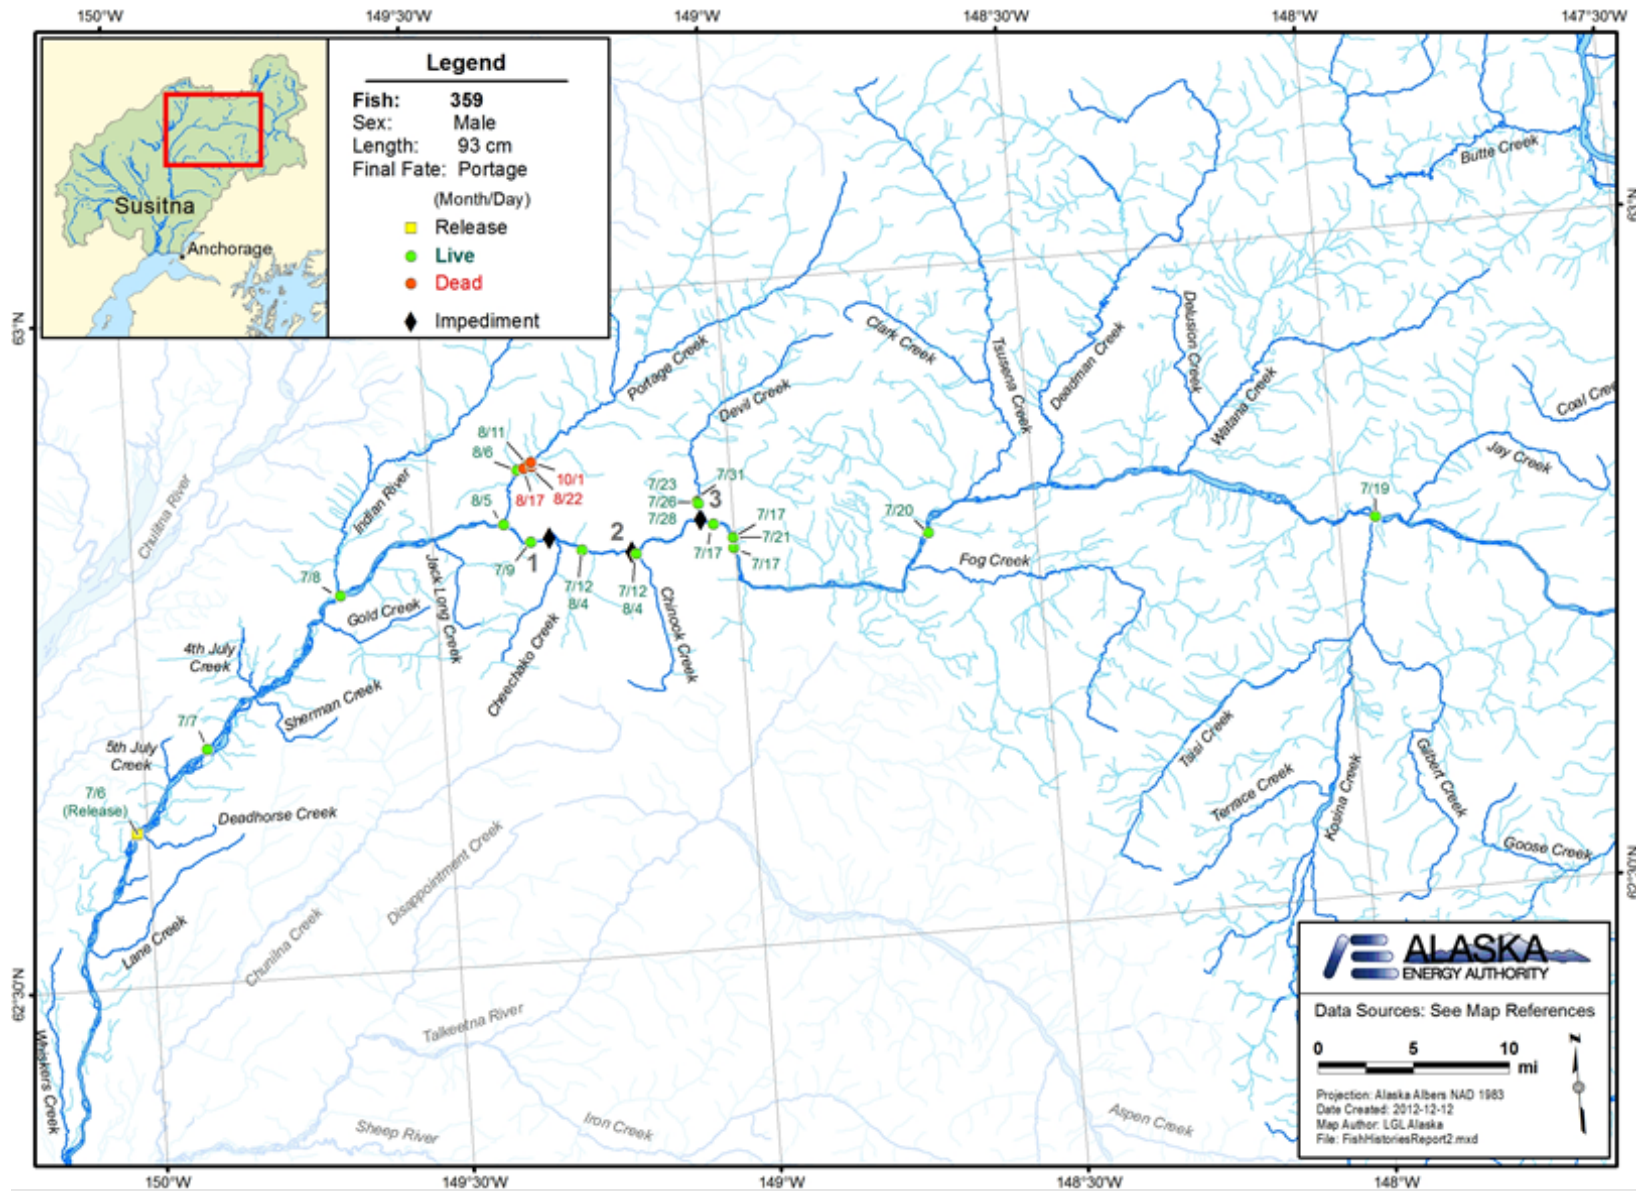 150°W
149°30'W
149°W
148°30'W
148°W
147°30'W
Legend
Fish: 359
Sex: Male
Length: 93 cm
Final Fate: Portage
(Month/Day)
Release
Live
Dead
Impediment
Susitna
Anchorage
63°N
63°N
Butte Creek
Clark Creek
Tsusena Creek
Deadman Creek
Delusion Creek
Watana Creek
Coal Cree
Jay Creek
Portage Creek
Devil Creek
Indian River
Chulitna River
8/11
8/6
10/1
8/17
8/22
8/5
7/31
7/23
7/26
7/28
3
7/17
7/21
7/17
7/17
7/20
7/19
2
1
7/9
7/12
8/4
7/12
8/4
7/8
Fog Creek
Gold Creek
Jack Long Creek
Cheechako Creek
Chinook Creek
4th July
Creek
Sherman Creek
7/7
5th July
Creek
7/6
(Release)
Deadhorse Creek
Lane Creek
Whiskers Creek
Chunilna Creek
Disappointment Creek
Talkeetna River
Sheep River
Iron Creek
Aspen Creek
Tsisi Creek
Terrace Creek
Kosina Creek
Gilbert Creek
Goose Creek
62°30'N
62°30'N
ALASKA
ENERGY AUTHORITY
Data Sources: See Map References
0 5 10
mi
N
Projection: Alaska Albers NAD 1983
Date Created: 2012-12-12
Map Author: LGL Alaska
File: FishHistoriesReport2.mxd
150°W
149°30'W
149°W
148°30'W
148°W